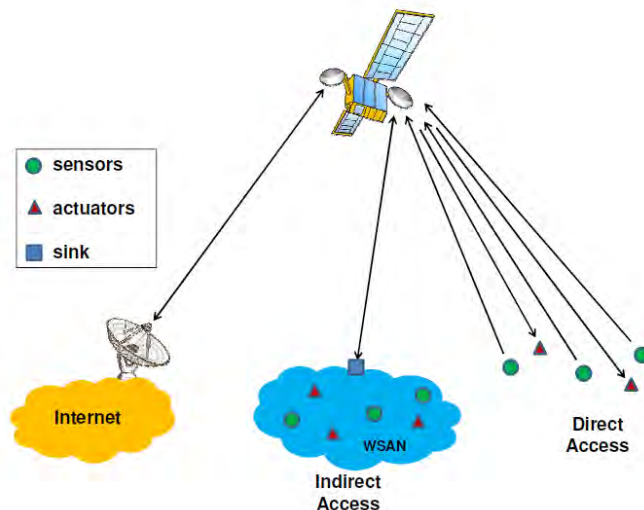 sensors
actuators
sink
Internet
WSAN
Indirect
Access
Direct
Access